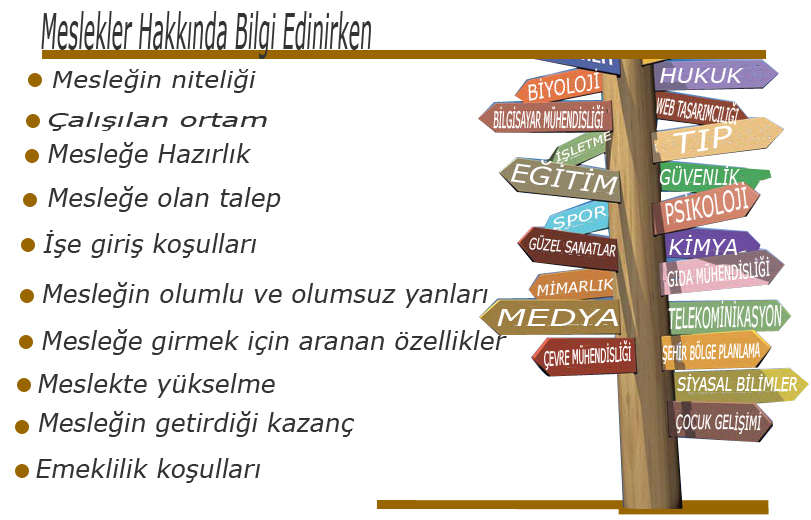 Meslekler Hakkında Bilgi Edinirken
Mesleğin niteliği
Çalışılan ortam
Mesleğe Hazırlık
Mesleğe olan talep
İşe giriş koşulları
Mesleğin olumlu ve olumsuz yanları
Mesleğe girmek için aranan özellikler
Meslekte yükselme
Mesleğin getirdiği kazanç
Emeklilik koşulları
HUKUK
BİYOLOJİ
WEB TASARIMCILIĞI
BİLGİSAYAR MÜHENDİSLİĞİ
TIP
İŞLETME
EĞİTİM
GÜVENLİK
PSİKOLOJİ
SPOR
GÜZEL SANATLAR
KİMYA
GIDA MÜHENDİSLİĞİ
MİMARLIK
MEDYA
TELEKOMİNİKASYON
ÇEVRE MÜHENDİSLİĞİ
ŞEHİR BÖLGE PLANLAMA
SİYASAL BİLİMLER
ÇOCUK GELİŞİMİ